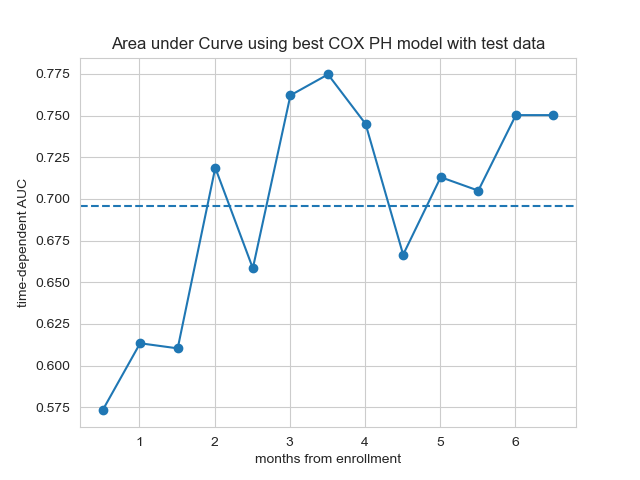 Area under Curve using best COX PH model with test data
time-dependent AUC
0.775
0.750
0.725
0.700
0.675
0.650
0.625
0.600
0.575
1 2 3 4 5 6
months from enrollment